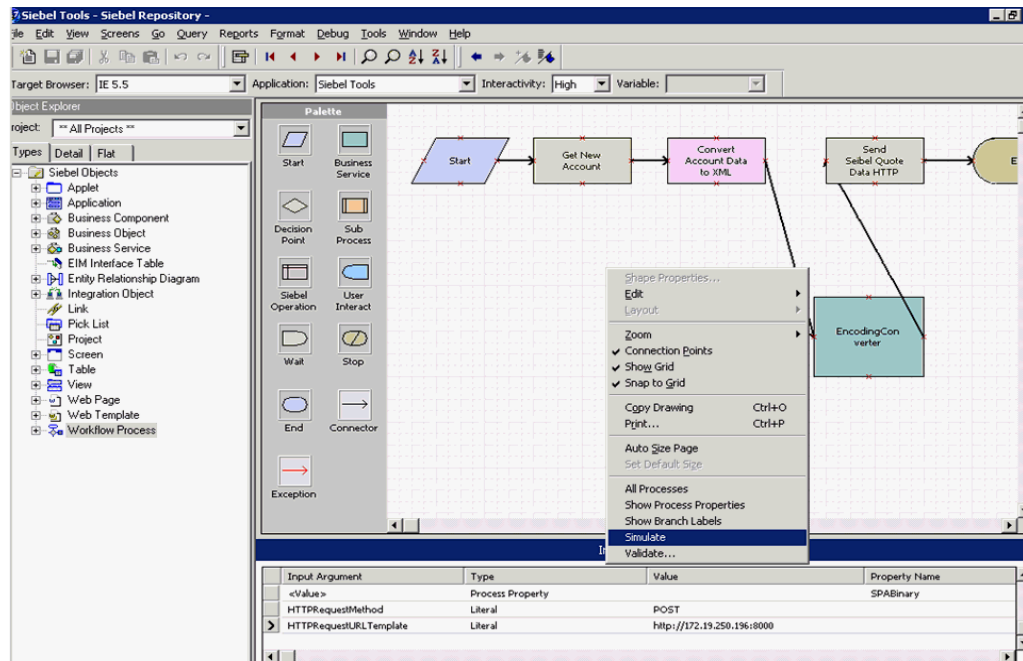 Siebel Tools - Siebel Repository -
ile Edit View Screens Go Query Reports Format Debug Tools Window Help
Target Browser: IE 5.5 Application: Siebel Tools Interactivity: High Variable:
bject Explorer
roject: ** All Projects **
Types Detail Flat
Siebel Objects
Applet
Application
Business Component
Business Object
Business Service
EIM Interface Table
Entity Relationship Diagram
Integration Object
Link
Pick List
Project
Screen
Table
View
Web Page
Web Template
Workflow Process
Palette
Start
Business
Service
Decision
Point
Sub
Process
Siebel
Operation
User
Interact
Wait
Stop
End
Connector
Exception
Start
Get New
Account
Convert
Account Data
to XML
Send
Seibel Quote
Data HTTP
E
EncodingCon
verter
Shape Properties...
Edit
Layout
Zoom
Connection Points
Show Grid
Snap to Grid
Copy Drawing Ctrl+O
Print... Ctrl+P
Auto Size Page
Set Default Size
All Processes
Show Process Properties
Show Branch Labels
Simulate
Validate...
Input Argument Type Value Property Name
<Value> Process Property SPABinary
HTTPRequestMethod Literal POST
HTTPRequestURLTemplate Literal http://172.19.250.196:8000